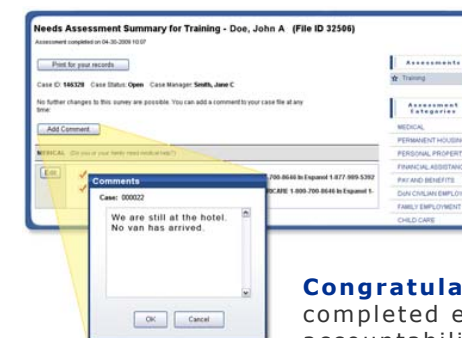 Needs Assessment Summary for Training - Doe, John A (File ID 32506)
Assessment completed on 04-30-2009 10:07
Print for your records
Case ID: 146328 Case Status: Open Case Manager: Smith, Jane C
No further changes to this survey are possible. You can add a comment to your case file at any
time:
Add Comment
MEDICAL (Do you or your family need medical help?)
Edit
-700-8646 In Espanol 1-877-989-5392
RICARE 1-800-700-8646 In Espanol 1-
Comments
Case: 000022
We are still at the hotel.
No van has arrived.
OK Cancel
Assessments
Training
Assessment
Categories
MEDICAL
PERMANENT HOUSIN
PERSONAL PROPERT
FINANCIAL ASSISTANC
PAY AND BENEFITS
DoN CIVILIAN EMPLOY
FAMILY EMPLOYMENT
CHILD CARE
Congratula
completed e
accountabili